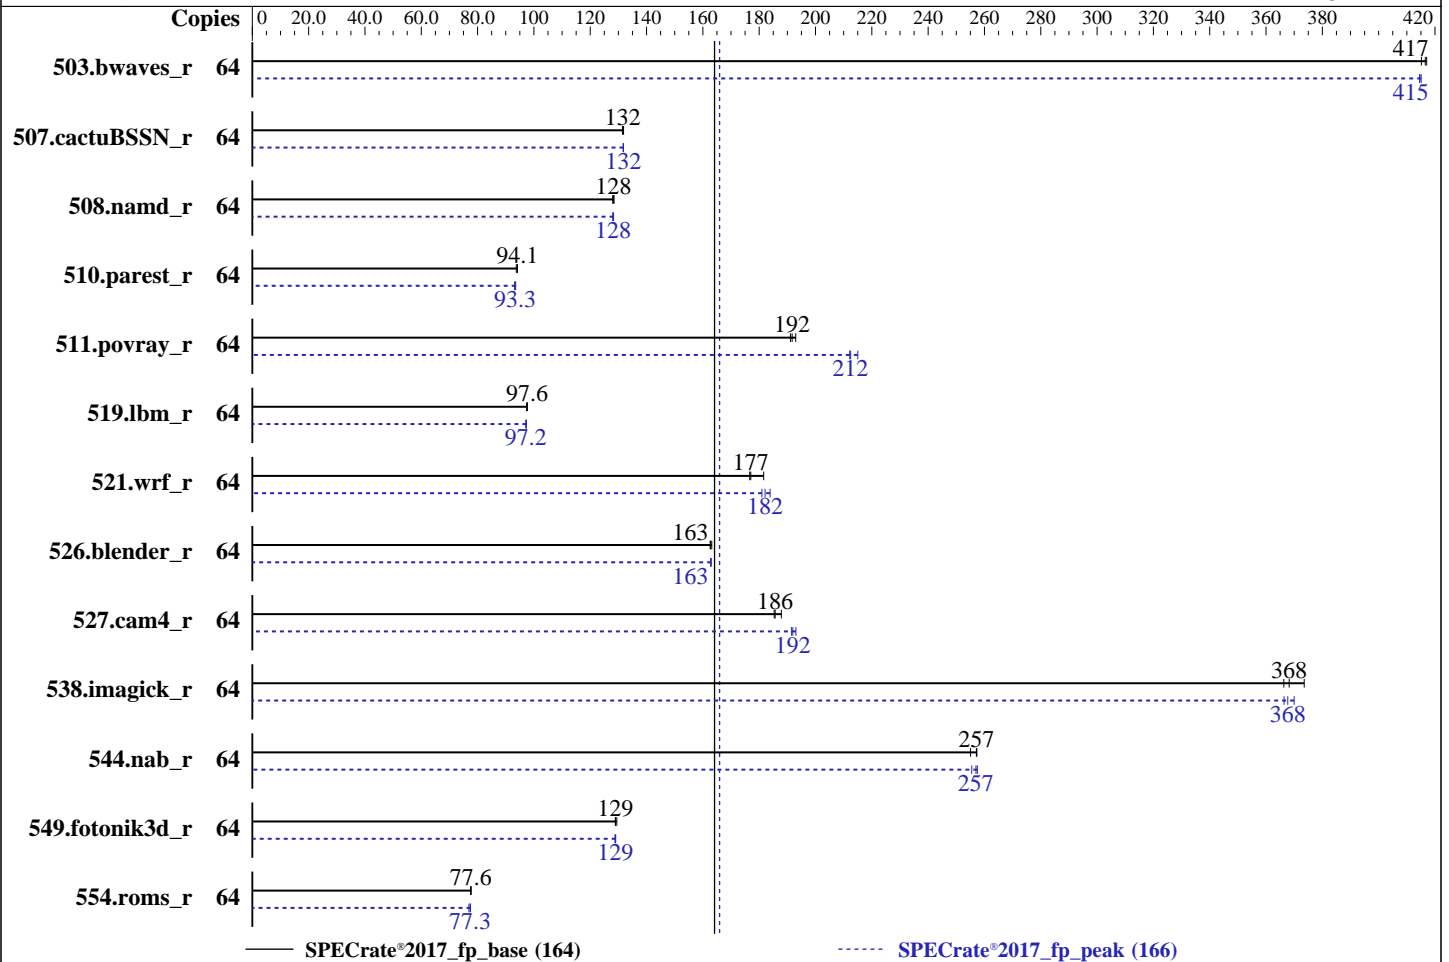 Copies 0 20.0 40.0 60.0 80.0 100 120 140 160 180 200 220 240 260 280 300 320 340 360 380 420
503.bwaves_r 64 417
415
507.cactuBSSN_r 64 132
132
508.namd_r 64 128
128
510.parest_r 64 94.1
93.3
511.povray_r 64 192
212
519.lbm_r 64 97.6
97.2
521.wrf_r 64 177
182
526.blender_r 64 163
163
527.cam4_r 64 186
192
538.imagick_r 64 368
368
544.nab_r 64 257
257
549.fotonik3d_r 64 129
129
554.roms_r 64 77.6
77.3
SPECrate®2017_fp_base (164) SPECrate®2017_fp_peak (166)